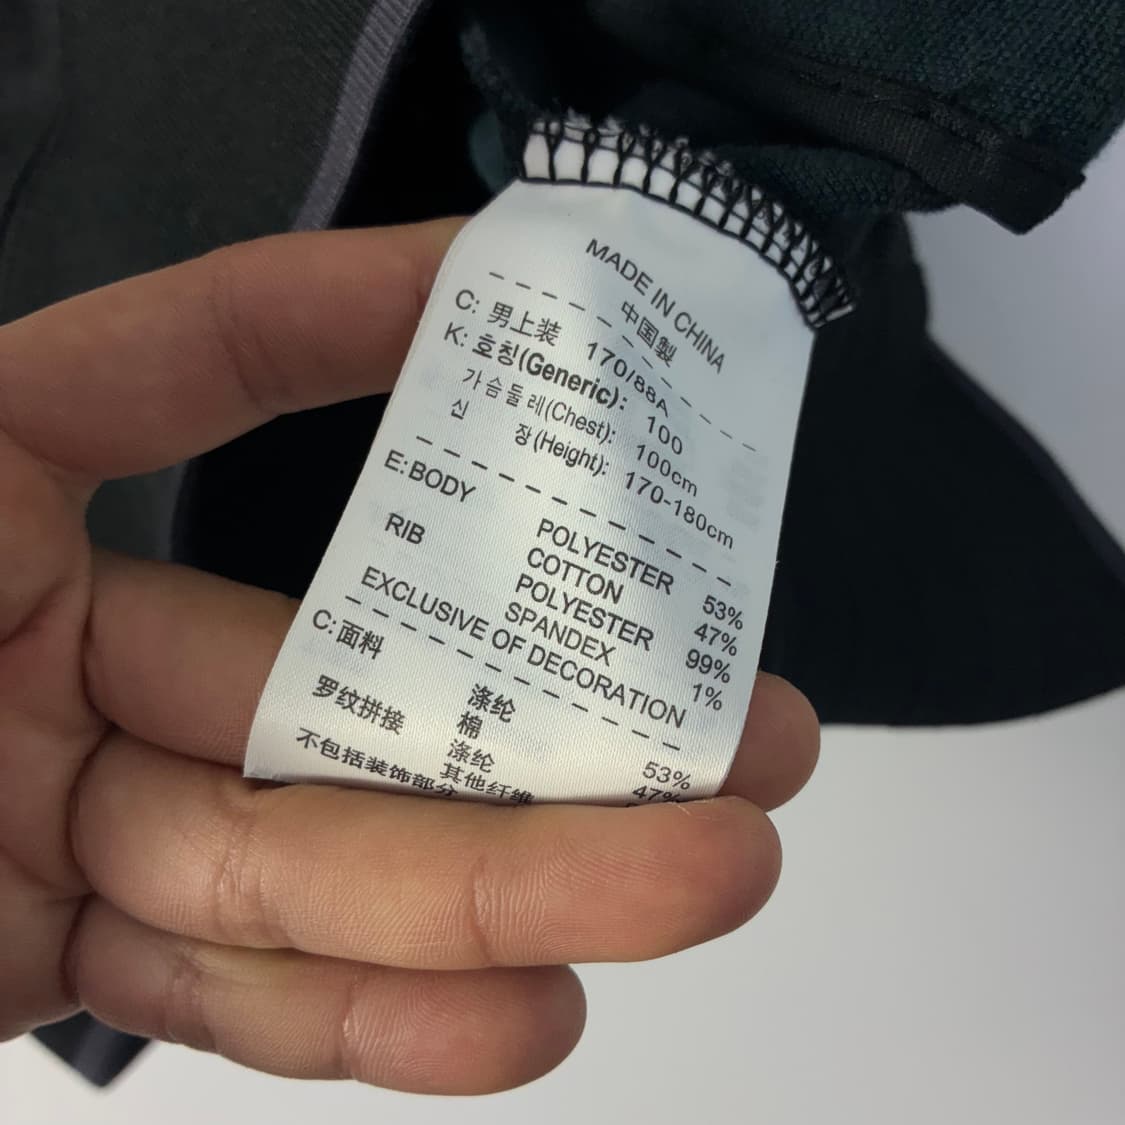 MADE IN CHINA
中国製
C: 男上装 170/88A
K: 호칭(Generic): 100
가슴둘레(Chest): 100cm
신 장(Height): 170-180cm
E: BODY POLYESTER 53%
COTTON 47%
RIB POLYESTER 99%
SPANDEX 1%
EXCLUSIVE OF DECORATION
C: 面料 涤纶 53%
棉 47%
罗纹拼接 涤纶
其他纤维
不包括装饰部分